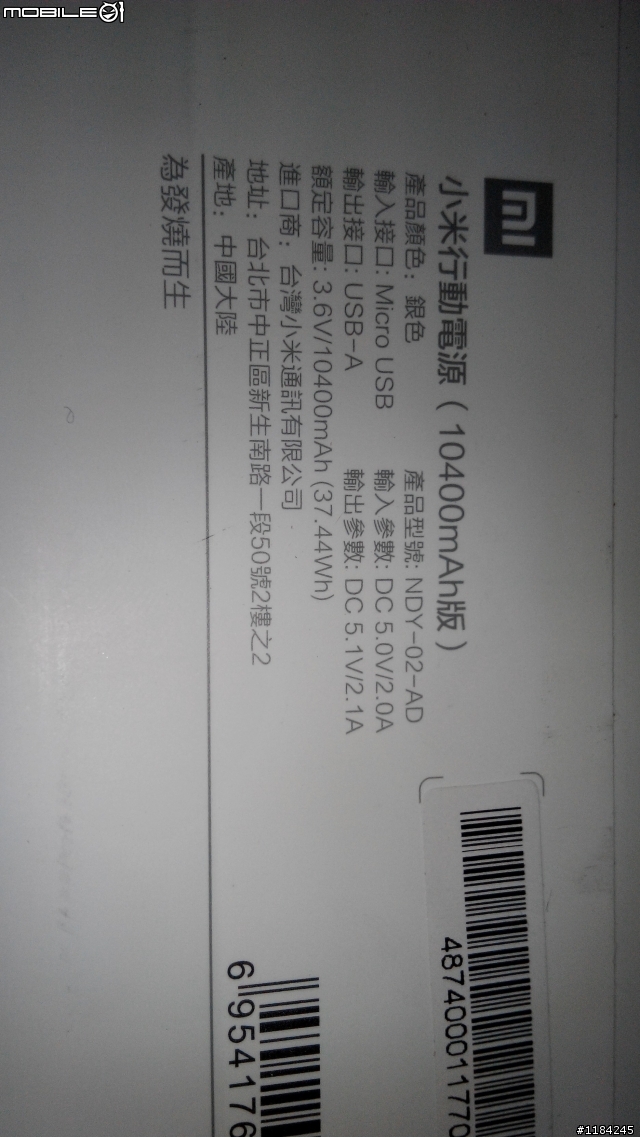 MOBILE01
MI
小米行動電源（10400mAh版）
產品顏色：銀色 產品型號: NDY-02-AD
輸入接口: Micro USB 輸入參數: DC 5.0V/2.0A
輸出接口: USB-A 輸出參數: DC 5.1V/2.1A
額定容量: 3.6V/10400mAh (37.44Wh)
進口商：台灣小米通訊有限公司
地址：台北市中正區新生南路一段50號2樓之2
產地：中國大陸
為發燒而生
487400011770
6 954176
#1184245